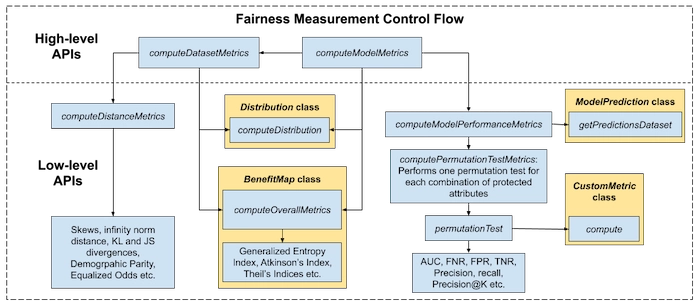 Fairness Measurement Control Flow
High-level
APIs
computeDatasetMetrics
computeModelMetrics
computeDistanceMetrics
Distribution class
computeDistribution
computeModelPerformanceMetrics
ModelPrediction class
getPredictionsDataset
Low-level
APIs
BenefitMap class
computeOverallMetrics
computePermutationTestMetrics:
Performs one permutation test for
each combination of protected
attributes
CustomMetric
class
compute
permutationTest
Skews, infinity norm
distance, KL and JS
divergences,
Demogrpahic Parity,
Equalized Odds etc.
Generalized Entropy
Index, Atkinson's Index,
Theil's Indices etc.
AUC, FNR, FPR, TNR,
Precision, recall,
Precision@K etc.